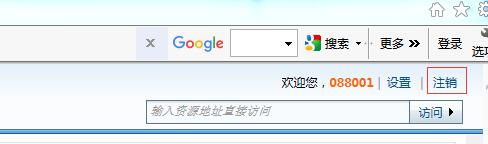 x Google 搜索 更多 » 登录
选项
欢迎您，088001 | 设置 | 注销
输入资源地址直接访问 访问